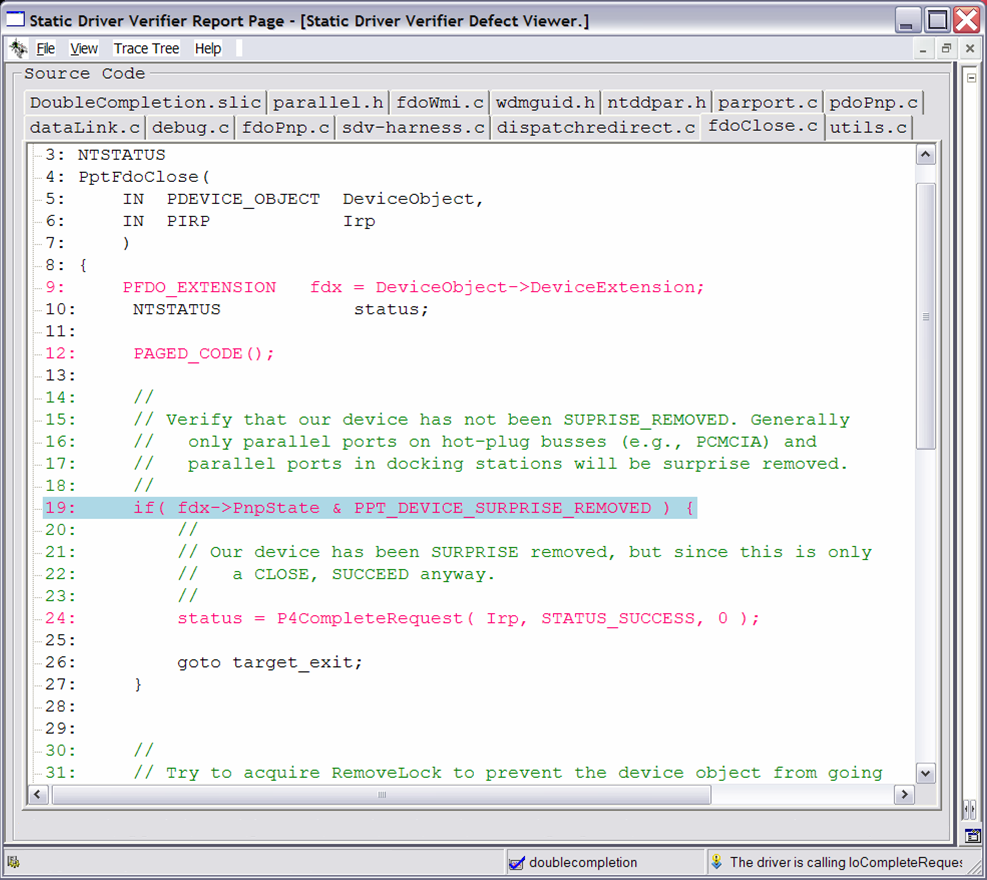 Static Driver Verifier Report Page - [Static Driver Verifier Defect Viewer.]
File View Trace Tree Help
Source Code
DoubleCompletion.slic parallel.h fdoWmi.c wdmguid.h ntddpar.h parport.c pdoPnp.c
dataLink.c debug.c fdoPnp.c sdv-harness.c dispatchredirect.c fdoClose.c utils.c
3: NTSTATUS
4: PptFdoClose(
5: IN PDEVICE_OBJECT DeviceObject,
6: IN PIRP Irp
7: )
8: {
9: PFDO_EXTENSION fdx = DeviceObject->DeviceExtension;
10: NTSTATUS status;
11:
12: PAGED_CODE();
13:
14: //
15: // Verify that our device has not been SUPRISE_REMOVED. Generally
16: // only parallel ports on hot-plug busses (e.g., PCMCIA) and
17: // parallel ports in docking stations will be surprise removed.
18: //
19: if( fdx->PnpState & PPT_DEVICE_SURPRISE_REMOVED ) {
20: //
21: // Our device has been SURPRISE removed, but since this is only
22: // a CLOSE, SUCCEED anyway.
23: //
24: status = P4CompleteRequest( Irp, STATUS_SUCCESS, 0 );
25:
26: goto target_exit;
27: }
28:
29:
30: //
31: // Try to acquire RemoveLock to prevent the device object from going
doublecompletion The driver is calling IoCompleteReques